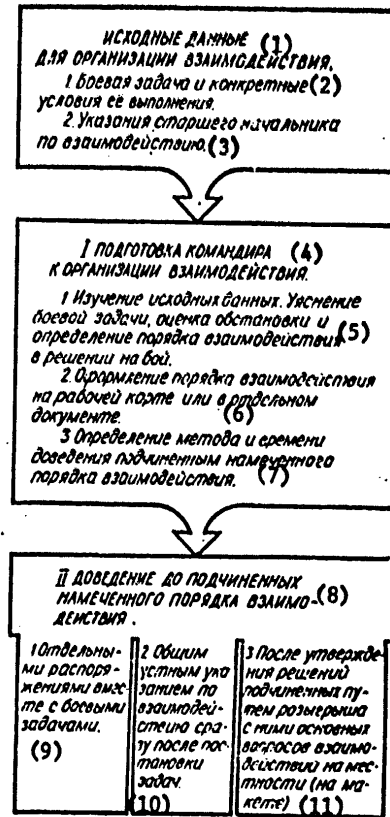 ИСХОДНЫЕ ДАННЫЕ (1)
ДЛЯ ОРГАНИЗАЦИИ ВЗАИМОДЕЙСТВИЯ.
1. Боевая задача и конкретные (2)
условия её выполнения.
2. Указания старшего начальника
по взаимодействию. (3)
I ПОДГОТОВКА КОМАНДИРА (4)
К ОРГАНИЗАЦИИ ВЗАИМОДЕЙСТВИЯ.
1 Изучение исходных данных. Уяснение
боевой задачи, оценка обстановки и
определение порядка взаимодействия (5)
в решении на бой.
2. Оформление порядка взаимодействия
на рабочей карте или в отдельном
документе. (6)
3 Определение метода и времени
доведения подчиненным намеченного
порядка взаимодействия. (7)
II ДОВЕДЕНИЕ ДО ПОДЧИНЕННЫХ
НАМЕЧЕННОГО ПОРЯДКА ВЗАИМО- (8)
ДЕЙСТВИЯ.
1 Отдельны-
ми распоря-
жениями вмес-
те с боевыми
задачами.
(9)
2 Общим
устным ука
занием по
взаимодей-
ствию сра-
зу после пос
тановки
задач.
(10)
3 После утвержде-
ния решений
подчиненных пу-
тем розыгрыша
с ними основных
вопросов взаимо-
действий на мес-
тности (на ма-
кете) (11)